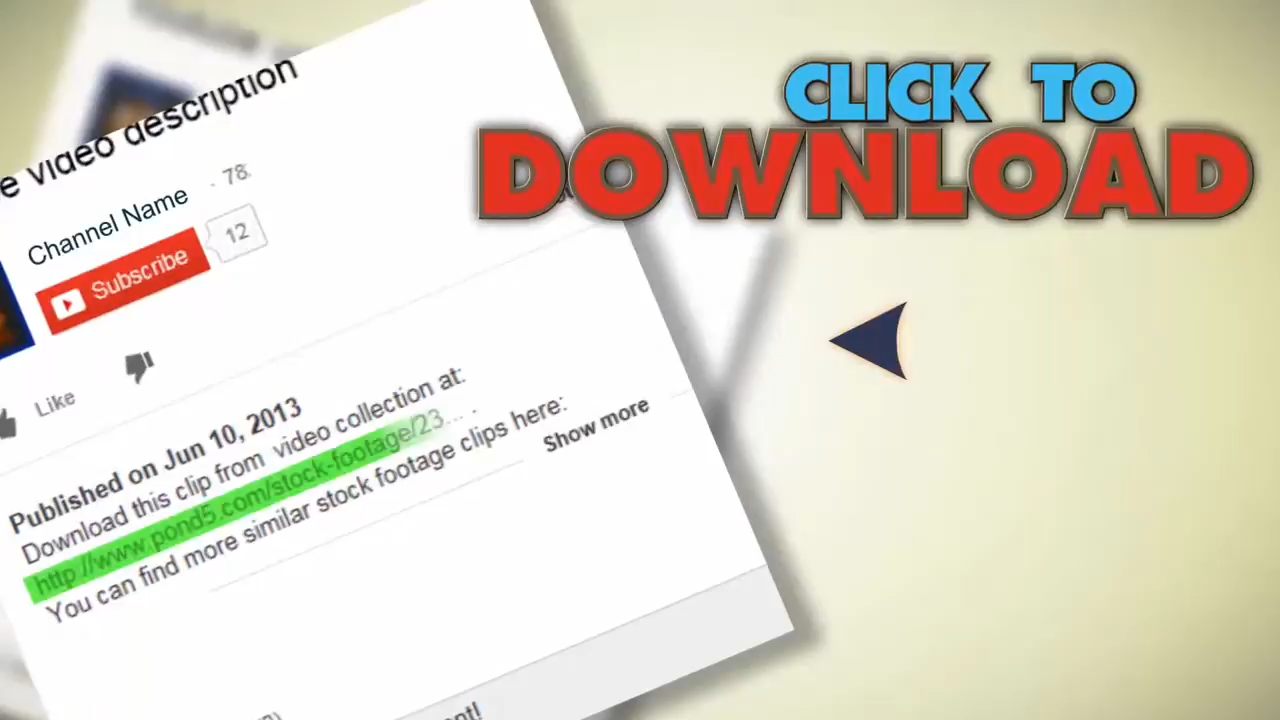 CLICK TO
DOWNLOAD
e video description
Channel Name
78
Subscribe
12
Like
Published on Jun 10, 2013
Download this clip from video collection at:
http://www.pond5.com/stock-footage/23...
You can find more similar stock footage clips here:
Show more